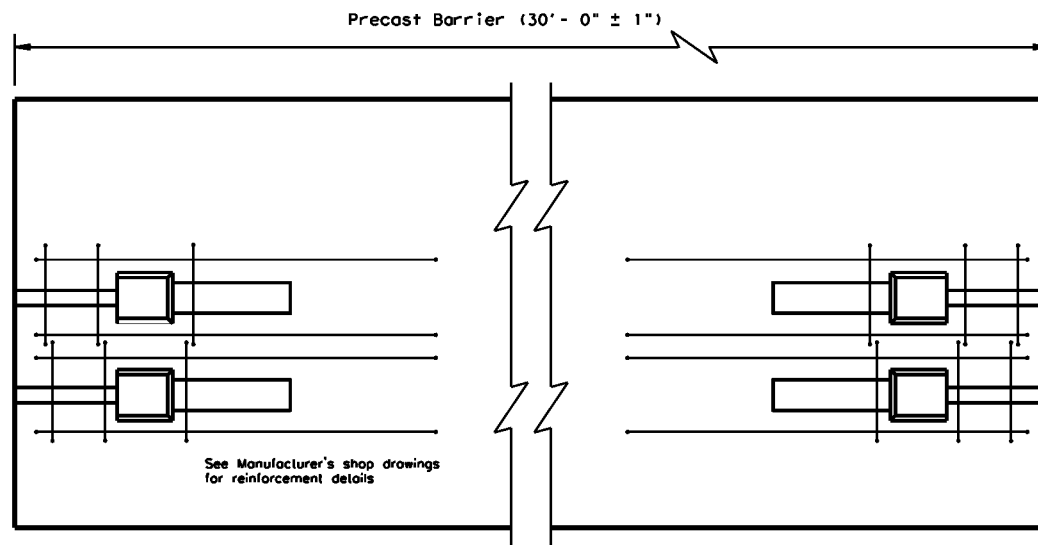 Precast Barrier (30'- 0" ± 1")
See Manufacturer's shop drawings
for reinforcement details